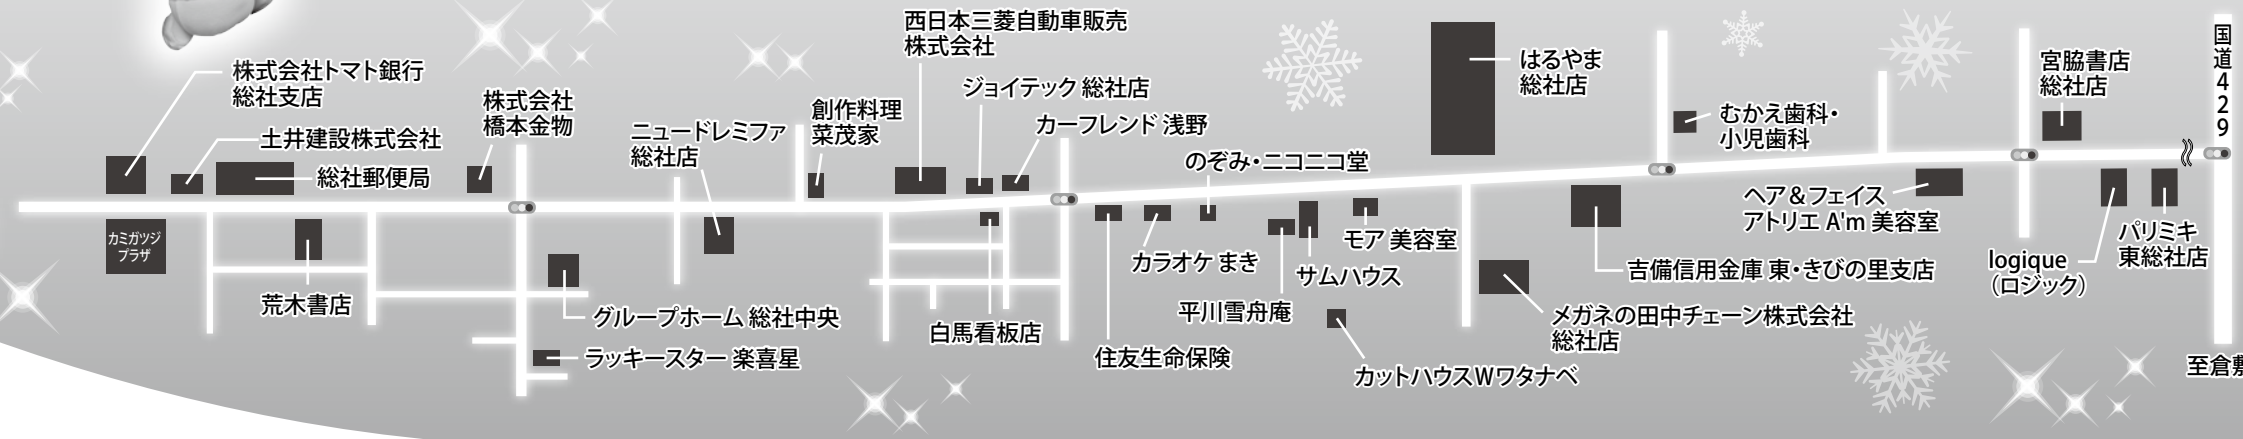 株式会社トマト銀行
総社支店
土井建設株式会社
総社郵便局
カミガツジ
プラザ
荒木書店
株式会社
橋本金物
グループホーム 総社中央
ラッキースター 楽喜星
ニュードレミファ
総社店
創作料理
菜茂家
西日本三菱自動車販売
株式会社
ジョイテック 総社店
カーフレンド 浅野
白馬看板店
住友生命保険
カラオケ まき
のぞみ・ニコニコ堂
平川雪舟庵
サムハウス
モア 美容室
カットハウスWワタナベ
はるやま
総社店
メガネの田中チェーン株式会社
総社店
吉備信用金庫 東・きびの里支店
むかえ歯科・
小児歯科
ヘア＆フェイス
アトリエ A'm 美容室
宮脇書店
総社店
logique
（ロジック）
パリミキ
東総社店
国道429
至倉敷